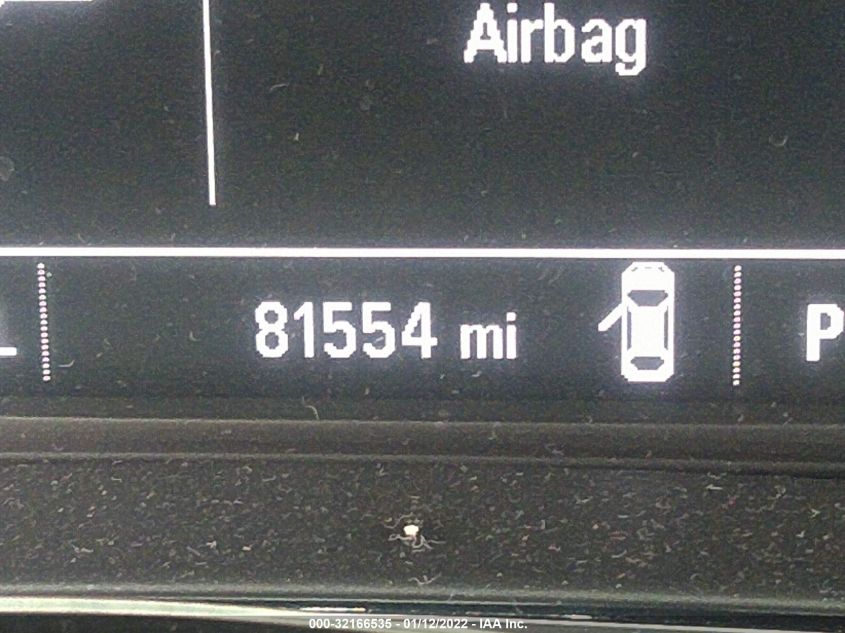 Airbag
81554 mi
P
000-32166535 - 01/12/2022 - IAA Inc.